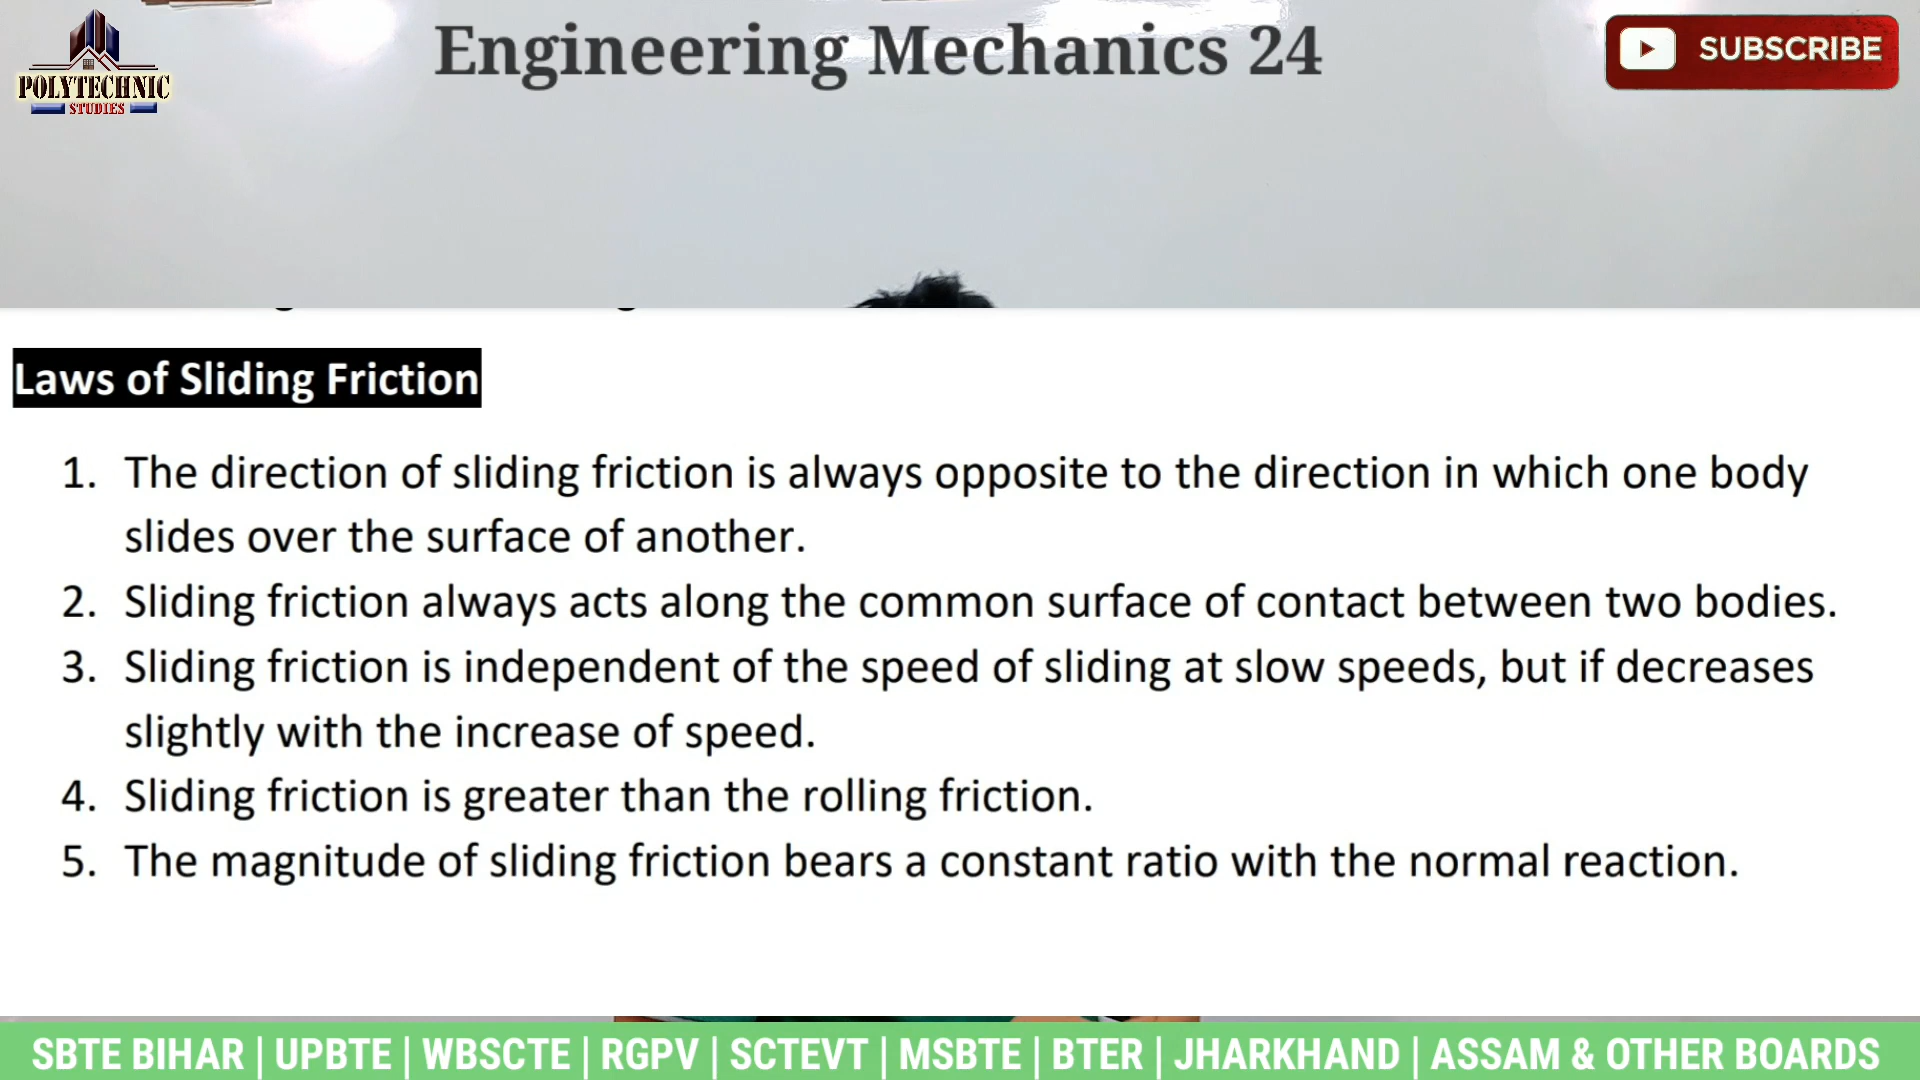 POLYTECHNIC
STUDIES
Engineering Mechanics 24
SUBSCRIBE
Laws of Sliding Friction
1. The direction of sliding friction is always opposite to the direction in which one body
slides over the surface of another.
2. Sliding friction always acts along the common surface of contact between two bodies.
3. Sliding friction is independent of the speed of sliding at slow speeds, but if decreases
slightly with the increase of speed.
4. Sliding friction is greater than the rolling friction.
5. The magnitude of sliding friction bears a constant ratio with the normal reaction.
SBTE BIHAR | UPBTE | WBSCTE | RGPV | SCTEVT | MSBTE | BTER | JHARKHAND | ASSAM & OTHER BOARDS